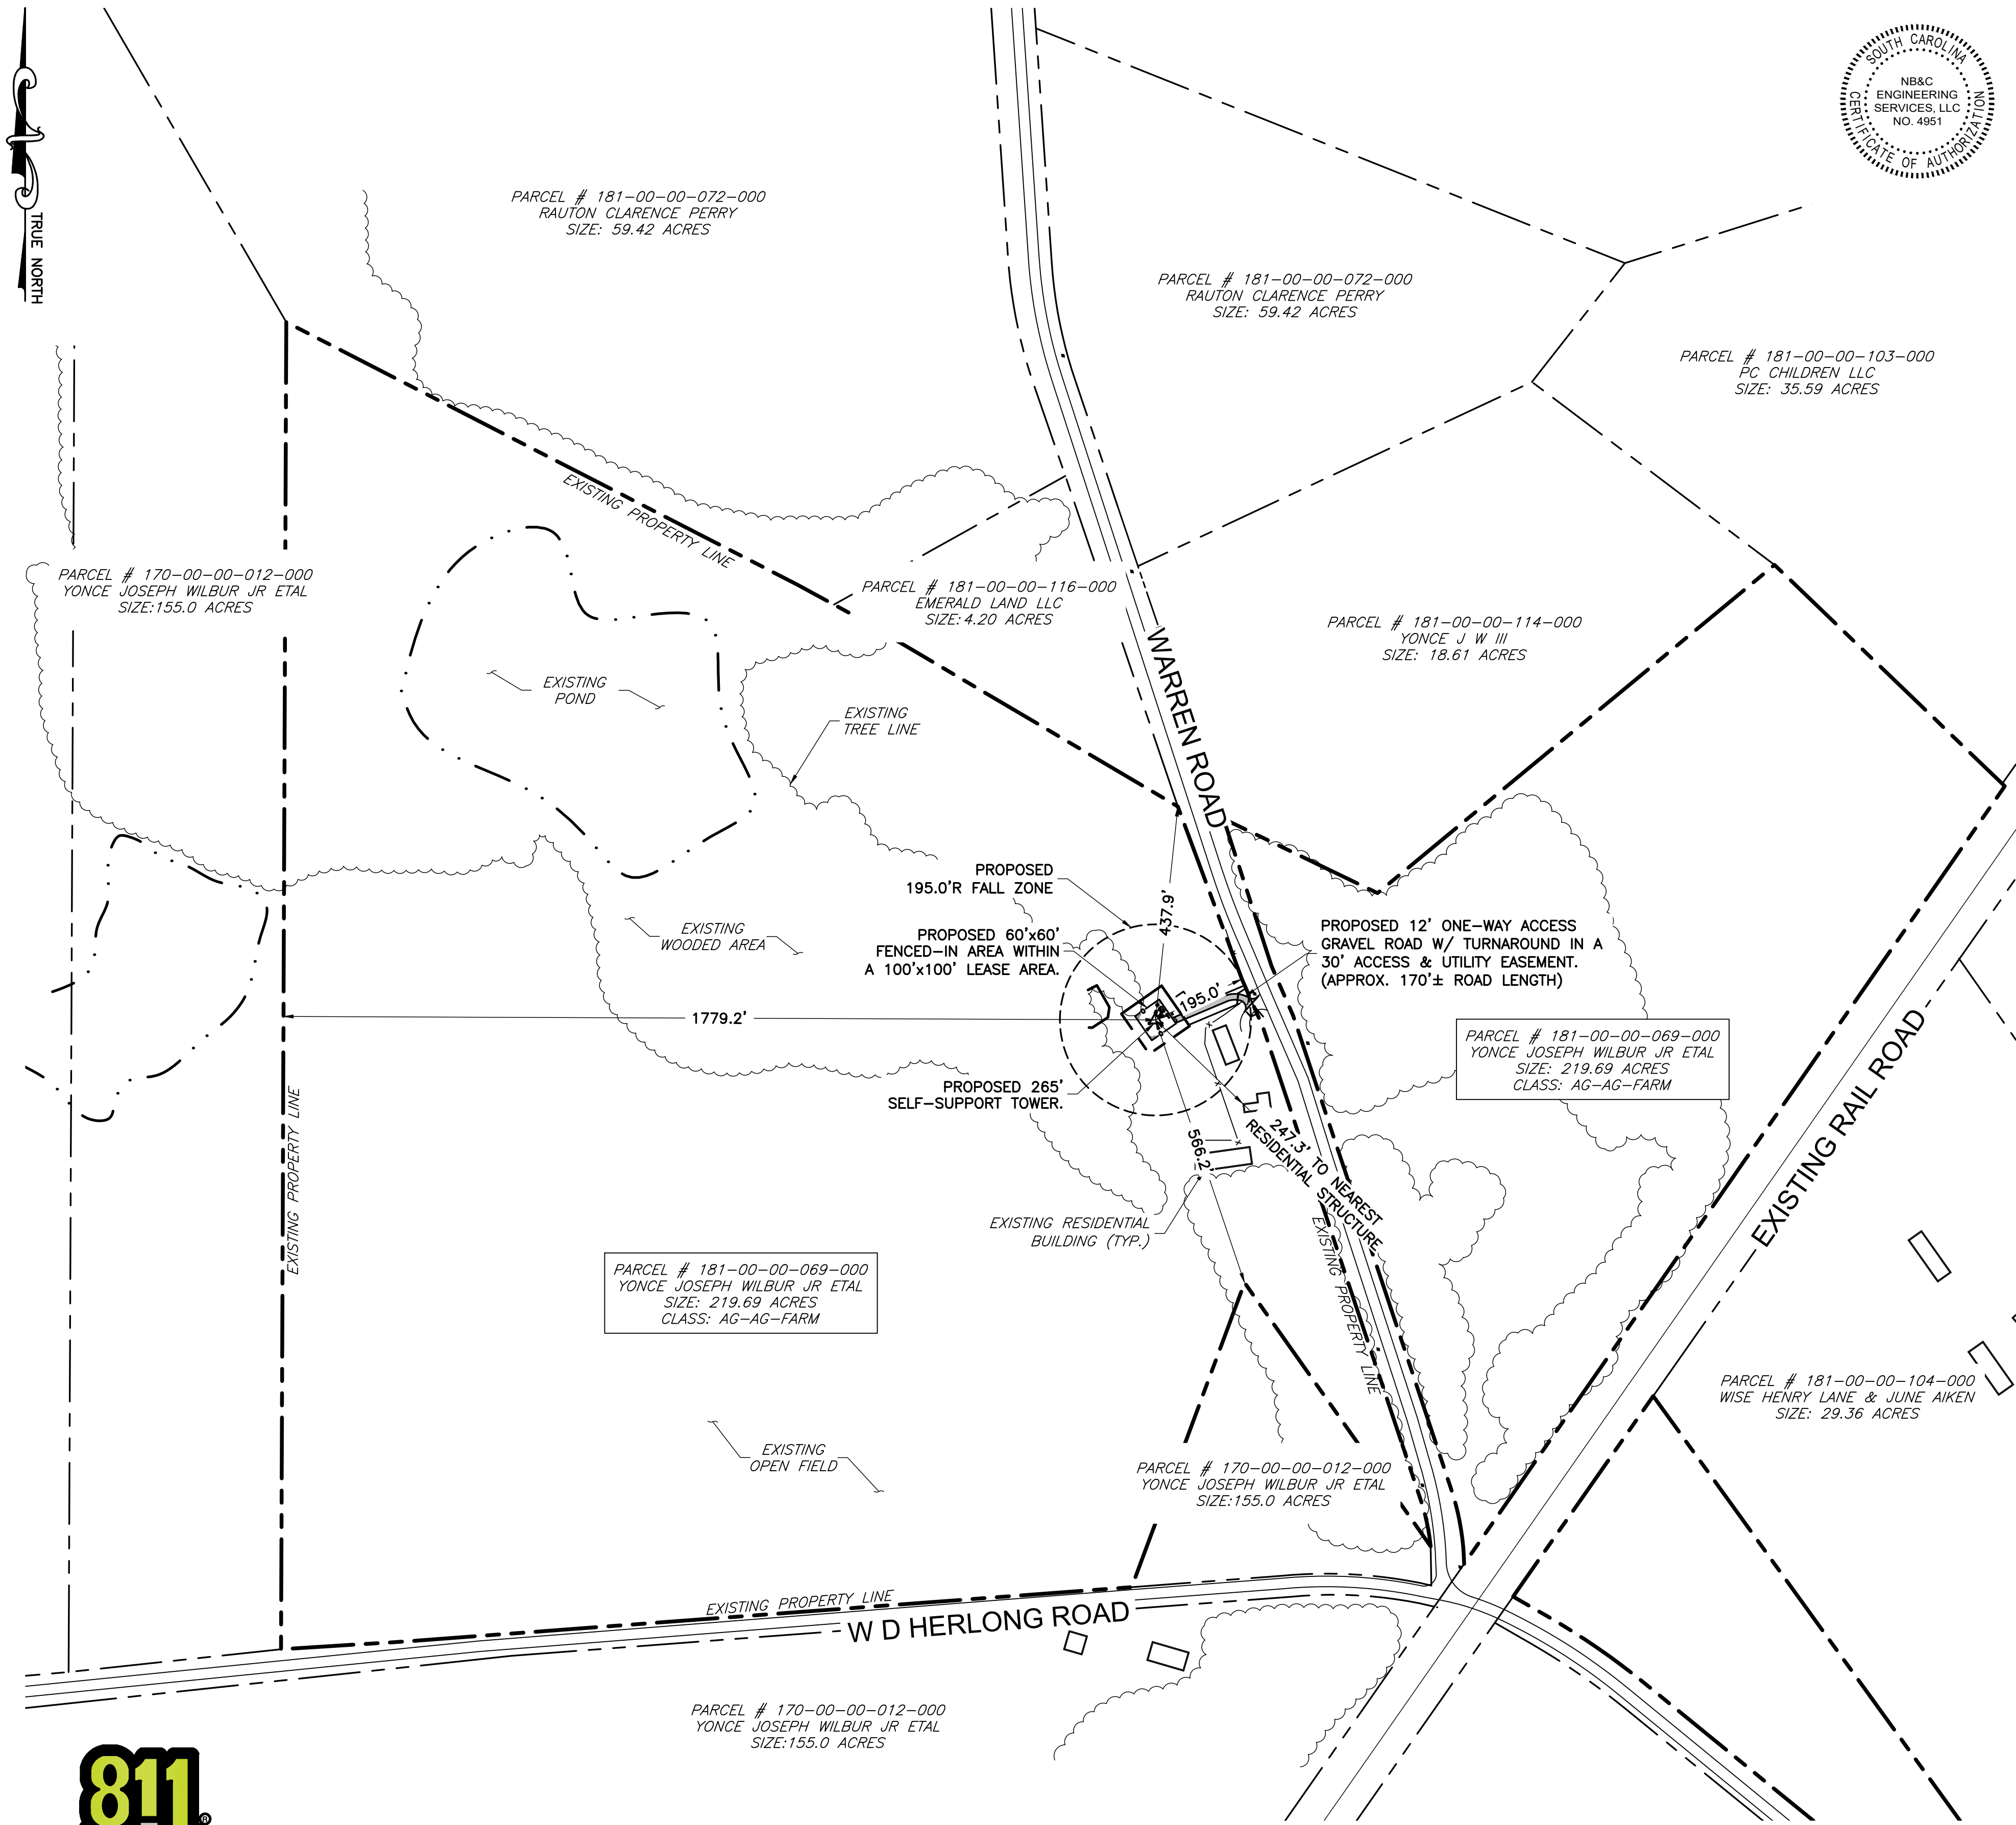 TRUE NORTH
SOUTH CAROLINA
CERTIFICATE OF AUTHORIZATION
NB&C
ENGINEERING
SERVICES, LLC
NO. 4951
PARCEL # 181-00-00-072-000
RAUTON CLARENCE PERRY
SIZE: 59.42 ACRES
PARCEL # 181-00-00-072-000
RAUTON CLARENCE PERRY
SIZE: 59.42 ACRES
PARCEL # 181-00-00-103-000
PC CHILDREN LLC
SIZE: 35.59 ACRES
EXISTING PROPERTY LINE
PARCEL # 170-00-00-012-000
YONCE JOSEPH WILBUR JR ETAL
SIZE:155.0 ACRES
PARCEL # 181-00-00-116-000
EMERALD LAND LLC
SIZE:4.20 ACRES
PARCEL # 181-00-00-114-000
YONCE J W III
SIZE: 18.61 ACRES
WARREN ROAD
EXISTING
POND
EXISTING
TREE LINE
PROPOSED
195.0'R FALL ZONE
437.9'
EXISTING
WOODED AREA
PROPOSED 60'x60'
FENCED-IN AREA WITHIN
A 100'x100' LEASE AREA.
PROPOSED 12' ONE-WAY ACCESS
GRAVEL ROAD W/ TURNAROUND IN A
30' ACCESS & UTILITY EASEMENT.
(APPROX. 170'± ROAD LENGTH)
195.0'
1779.2'
PARCEL # 181-00-00-069-000
YONCE JOSEPH WILBUR JR ETAL
SIZE: 219.69 ACRES
CLASS: AG-AG-FARM
PROPOSED 265'
SELF-SUPPORT TOWER.
EXISTING RAIL ROAD
566.2'
247.3' TO NEAREST
RESIDENTIAL STRUCTURE
EXISTING PROPERTY LINE
EXISTING RESIDENTIAL
BUILDING (TYP.)
EXISTING PROPERTY LINE
PARCEL # 181-00-00-069-000
YONCE JOSEPH WILBUR JR ETAL
SIZE: 219.69 ACRES
CLASS: AG-AG-FARM
PARCEL # 181-00-00-104-000
WISE HENRY LANE & JUNE AIKEN
SIZE: 29.36 ACRES
EXISTING
OPEN FIELD
PARCEL # 170-00-00-012-000
YONCE JOSEPH WILBUR JR ETAL
SIZE:155.0 ACRES
EXISTING PROPERTY LINE
W D HERLONG ROAD
PARCEL # 170-00-00-012-000
YONCE JOSEPH WILBUR JR ETAL
SIZE:155.0 ACRES
811®